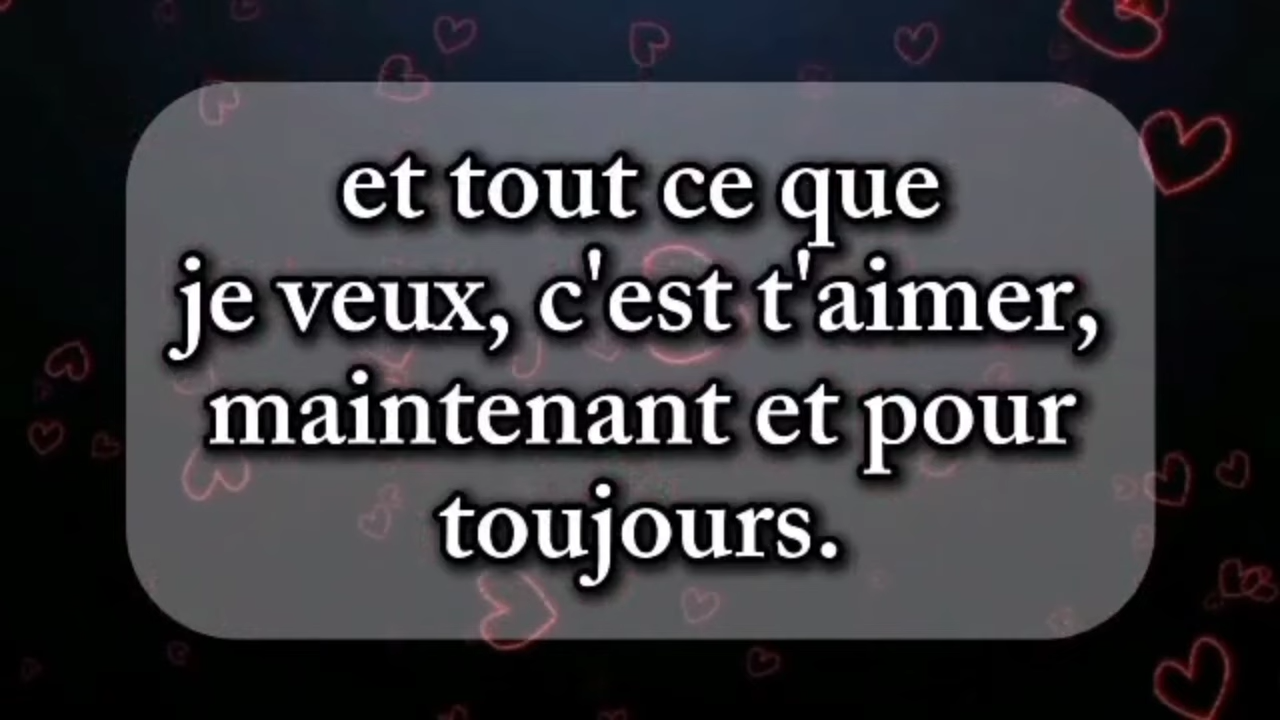 et tout ce que
je veux, c'est t'aimer,
maintenant et pour
toujours.